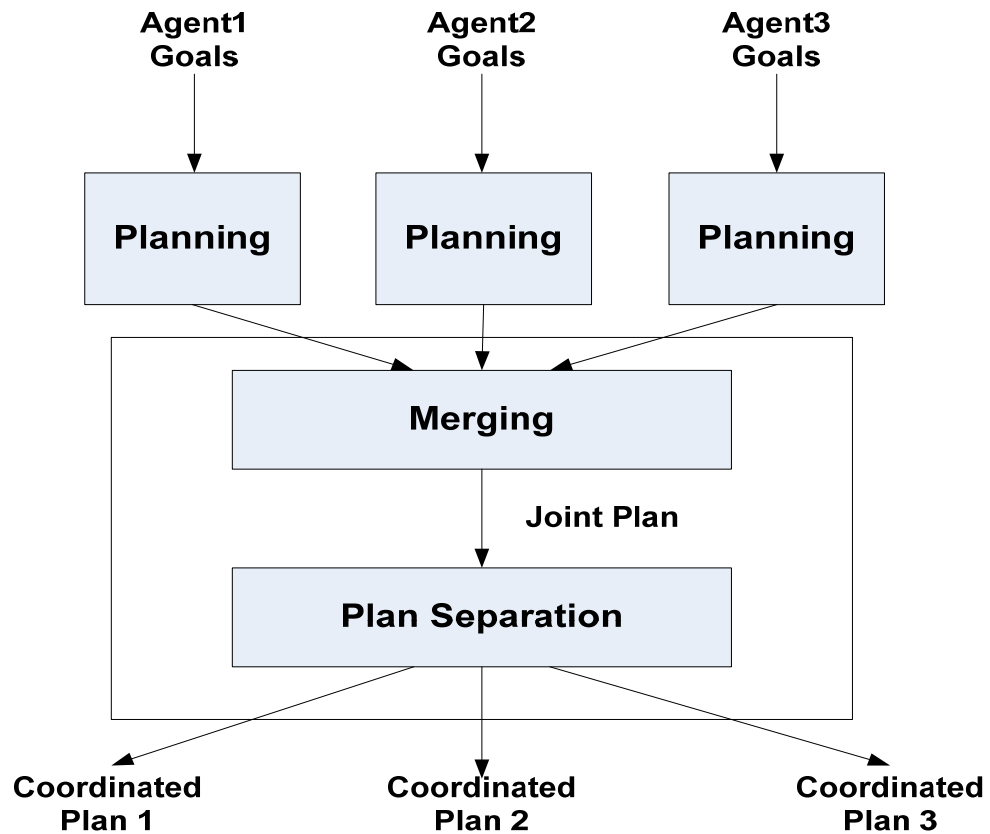 Agent1
Goals
Agent2
Goals
Agent3
Goals
Planning
Planning
Planning
Merging
Joint Plan
Plan Separation
Coordinated
Plan 1
Coordinated
Plan 2
Coordinated
Plan 3